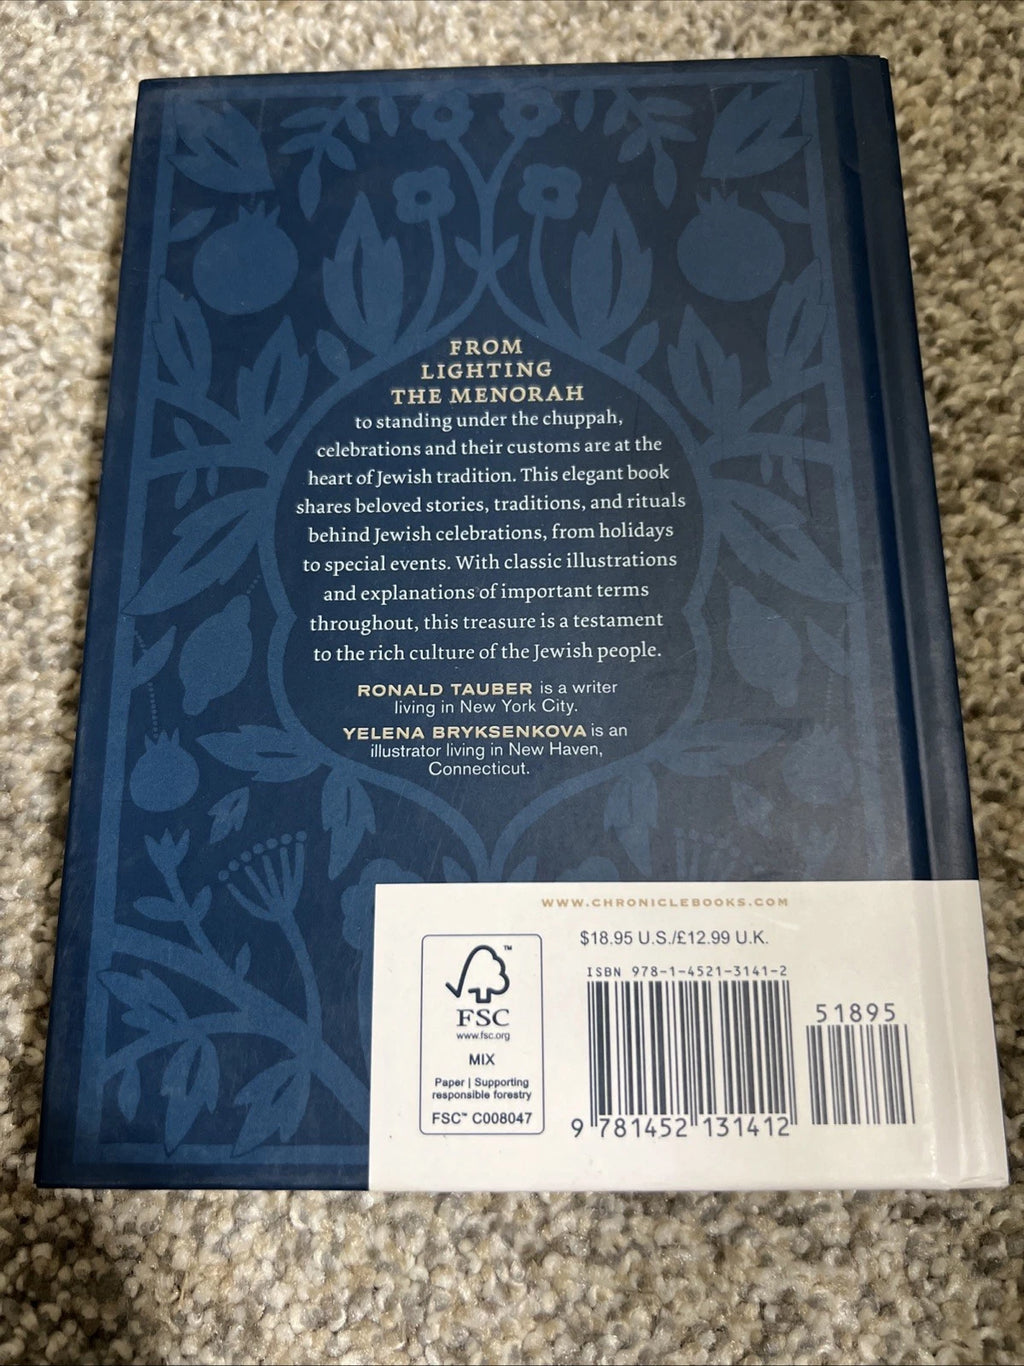 FROM
LIGHTING
THE MENORAH
to standing under the chuppah,
celebrations and their customs are at the
heart of Jewish tradition. This elegant book
shares beloved stories, traditions, and rituals
behind Jewish celebrations, from holidays
to special events. With classic illustrations
and explanations of important terms
throughout, this treasure is a testament
to the rich culture of the Jewish people.
RONALD TAUBER is a writer
living in New York City.
YELENA BRYKSENKOVA is an
illustrator living in New Haven,
Connecticut.
WWW.CHRONICLEBOOKS.COM
$18.95 U.S./£12.99 U.K.
ISBN 978-1-4521-3141-2
51895
9 781452 131412
FSC™
www.fsc.org
MIX
Paper | Supporting
responsible forestry
FSC™ C008047